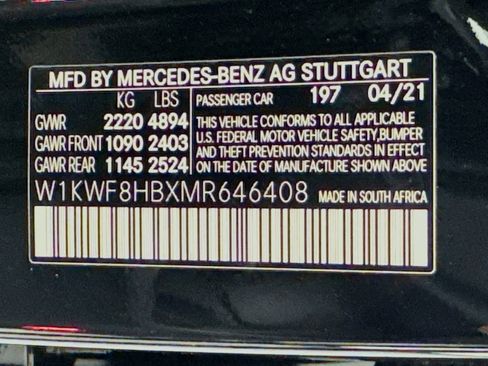 MFD BY MERCEDES-BENZ AG STUTTGART
KG LBS PASSENGER CAR 197 04/21
GVWR 2220 4894 THIS VEHICLE CONFORMS TO ALL APPLICABLE
GAWR FRONT 1090 2403 U.S. FEDERAL MOTOR VEHICLE SAFETY,BUMPER
AND THEFT PREVENTION STANDARDS IN EFFECT
GAWR REAR 1145 2524 ON THE DATE OF MANUFACTURE SHOWN ABOVE
W1KWF8HBXMR646408 MADE IN SOUTH AFRICA